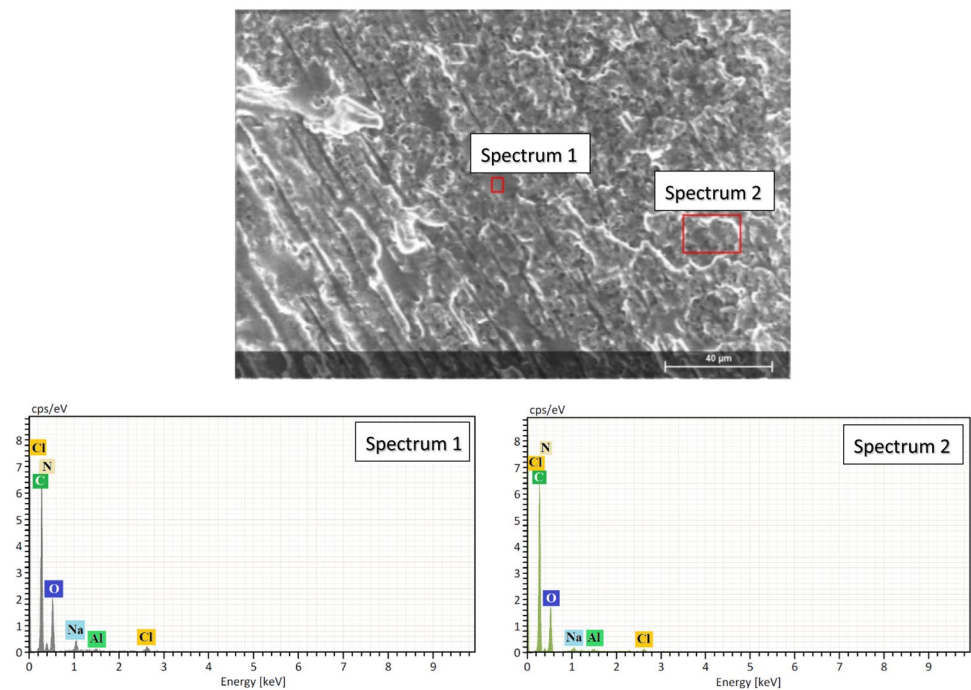 Spectrum 1
Spectrum 2
40 µm
cps/eV
Spectrum 1
Cl
N
C
O
Na
Al
Cl
8
7
6
5
4
3
2
1
0
0 1 2 3 4 5 6 7 8 9
Energy [keV]
cps/eV
Spectrum 2
N
Cl
C
O
Na
Al
Cl
8
7
6
5
4
3
2
1
0
0 1 2 3 4 5 6 7 8 9
Energy [keV]